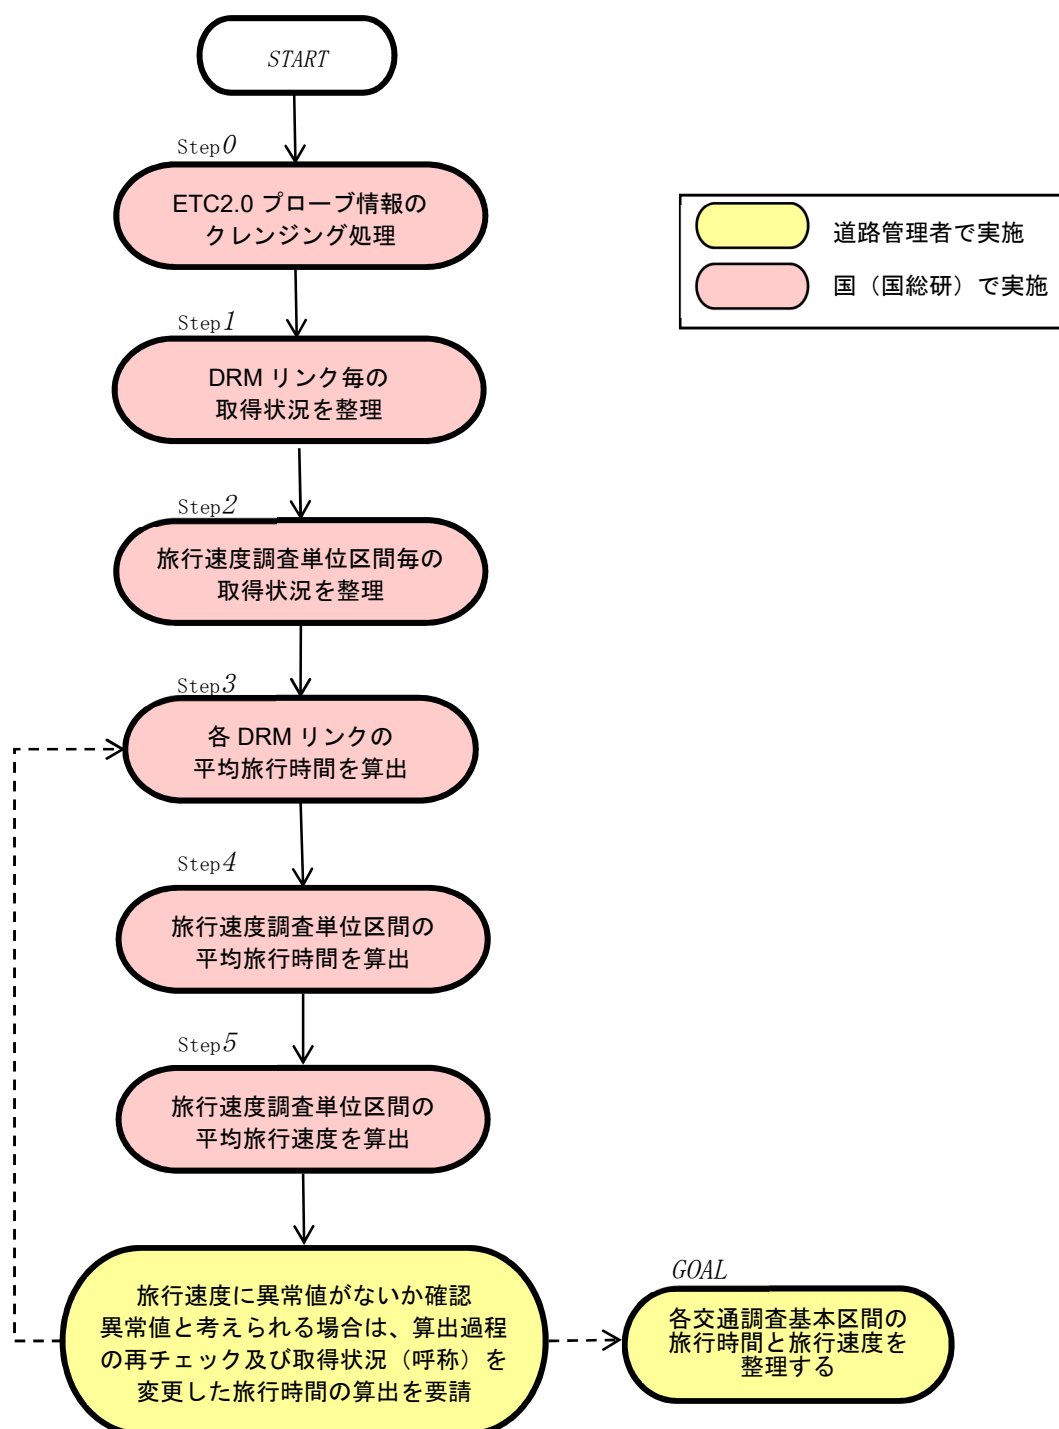 START
Step0
ETC2.0 プローブ情報の
クレンジング処理
道路管理者で実施
国（国総研）で実施
Step1
DRM リンク毎の
取得状況を整理
Step2
旅行速度調査単位区間毎の
取得状況を整理
Step3
各 DRM リンクの
平均旅行時間を算出
Step4
旅行速度調査単位区間の
平均旅行時間を算出
Step5
旅行速度調査単位区間の
平均旅行速度を算出
旅行速度に異常値がないか確認
異常値と考えられる場合は、算出過程
の再チェック及び取得状況（呼称）を
変更した旅行時間の算出を要請
GOAL
各交通調査基本区間の
旅行時間と旅行速度を
整理する